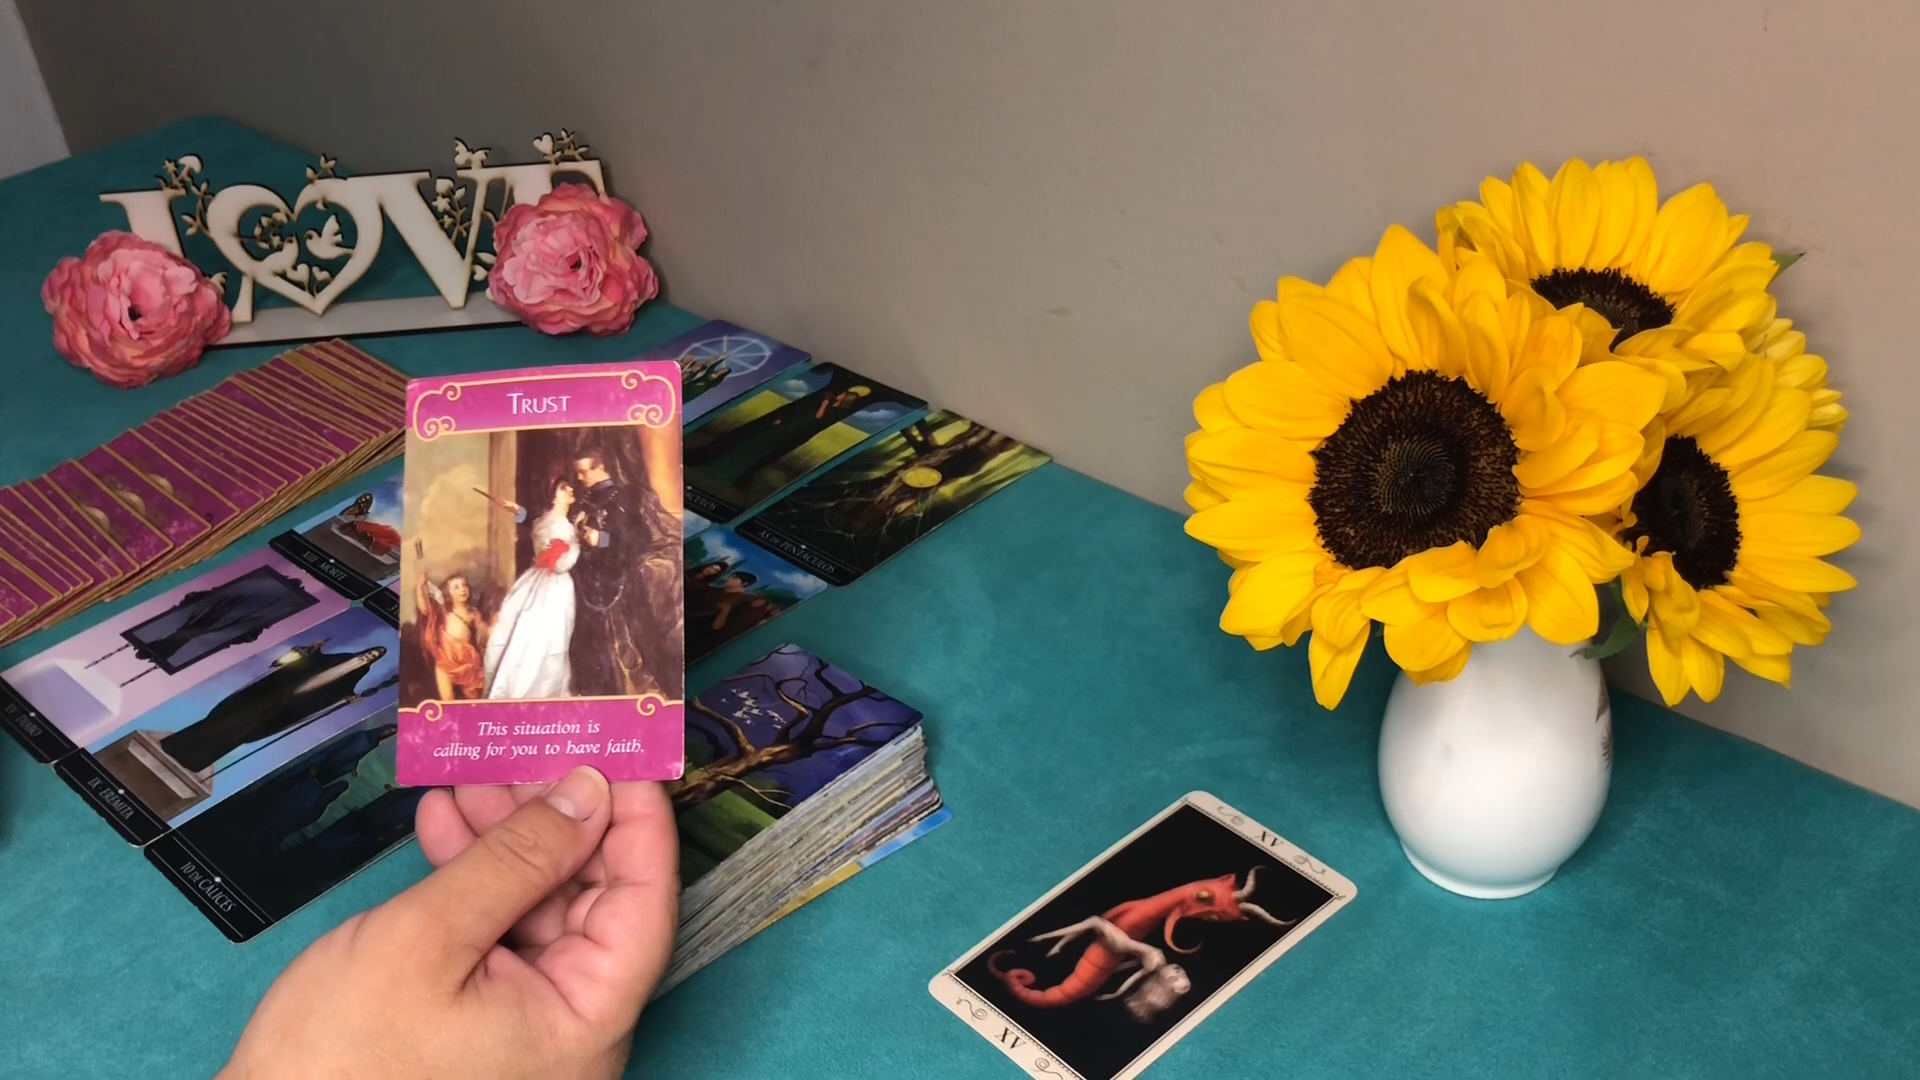 LOVE
TRUST
This situation is
calling for you to have faith.
AS DE PENTÁCULOS
XIII · MORTE
IX · EREMITA
10 DE CALICES
XV
XV